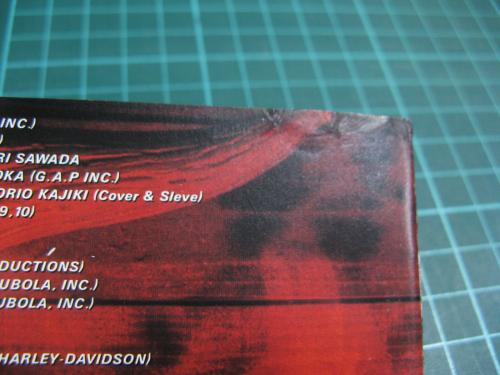 INC.)
)
RI SAWADA
OKA (G.A.P INC.)
ORIO KAJIKI (Cover & Sleve)
9,10)
DUCTIONS)
UBOLA, INC.)
UBOLA, INC.)
HARLEY-DAVIDSON)